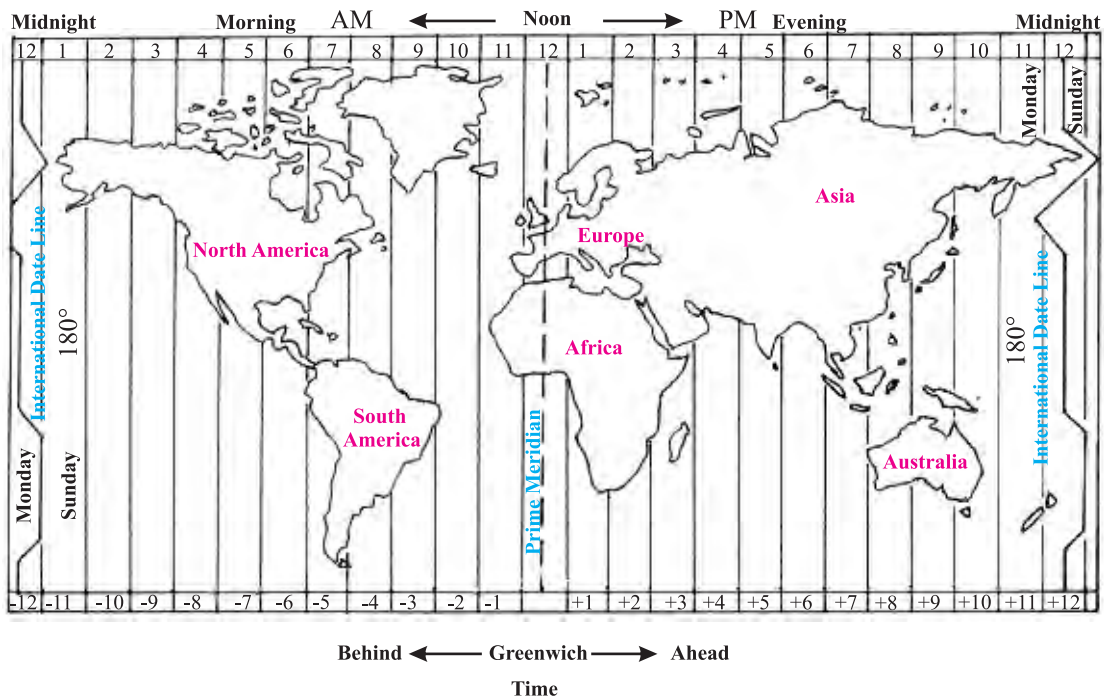 Midnight Morning AM Noon PM Evening Midnight
12 1 2 3 4 5 6 7 8 9 10 11 12 1 2 3 4 5 6 7 8 9 10 11 12
Monday
Sunday
Asia
North America
Europe
International Date Line
180°
Africa
180°
International Date Line
South
America
Australia
Prime Meridian
Monday
Sunday
-12 -11 -10 -9 -8 -7 -6 -5 -4 -3 -2 -1 +1 +2 +3 +4 +5 +6 +7 +8 +9 +10 +11 +12
Behind Greenwich Ahead
Time